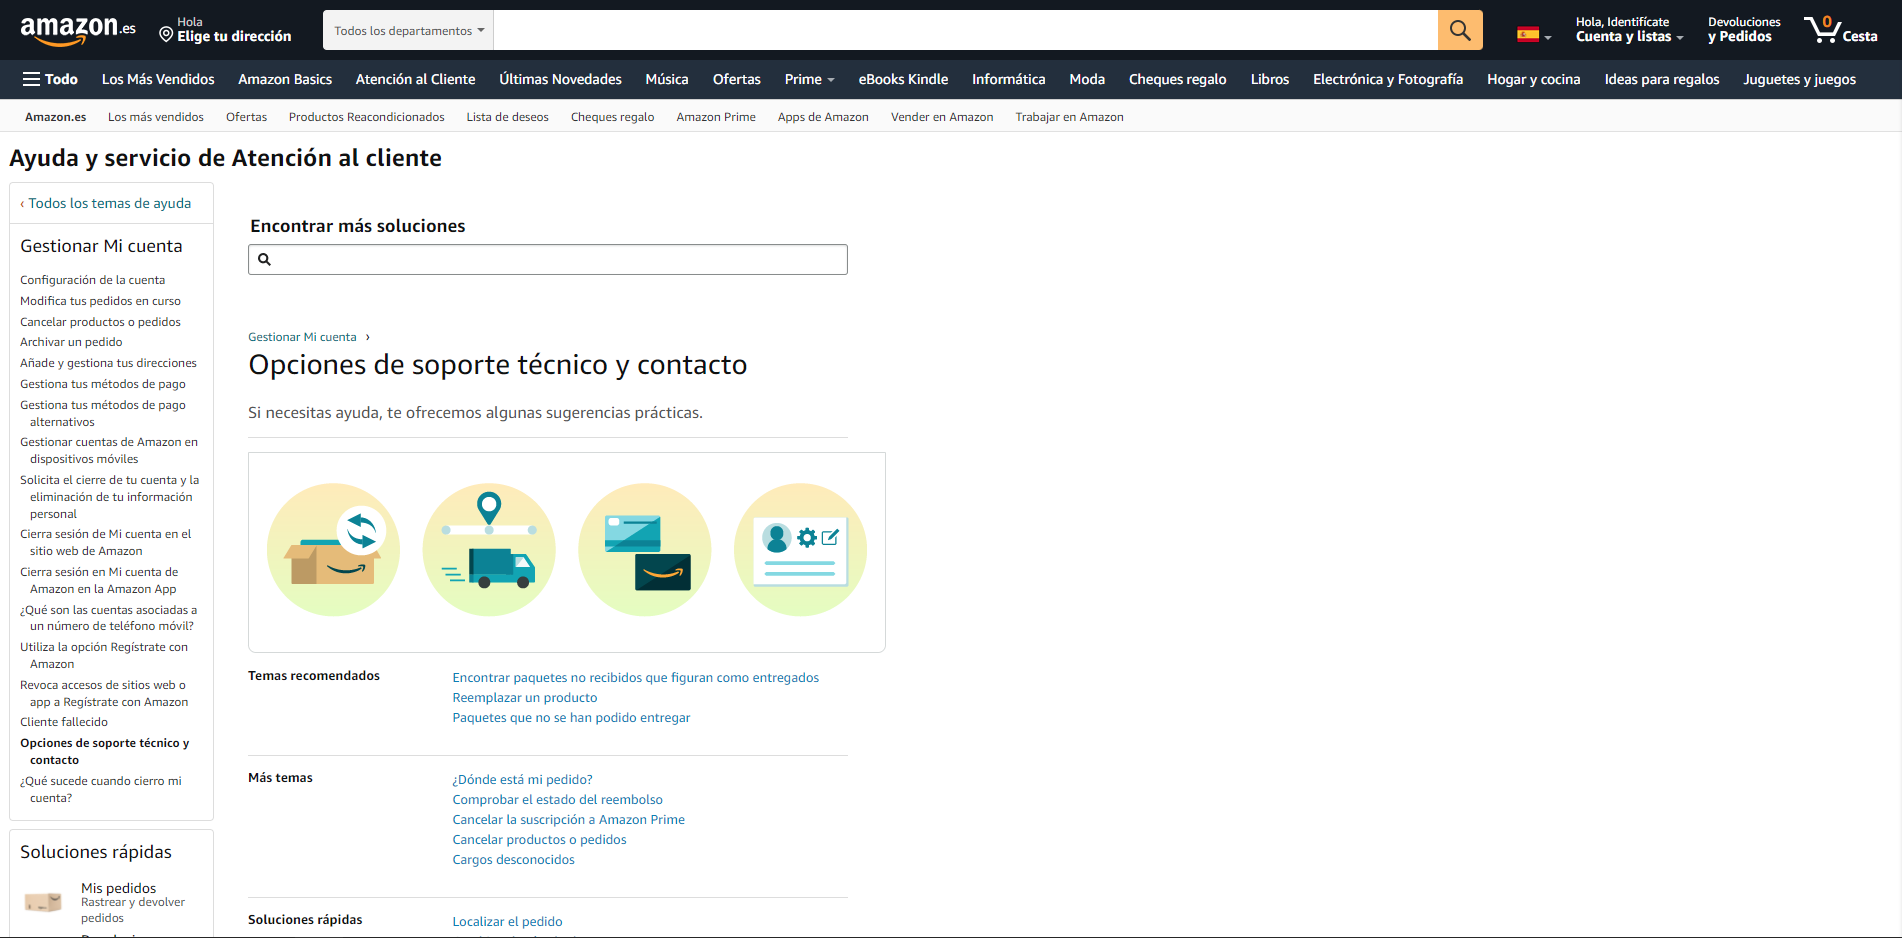 amazon.es
Hola
Elige tu dirección
Todos los departamentos
Hola, Identifícate
Cuenta y listas
Devoluciones
y Pedidos
0
Cesta
Todo Los Más Vendidos Amazon Basics Atención al Cliente Últimas Novedades Música Ofertas Prime eBooks Kindle Informática Moda Cheques regalo Libros Electrónica y Fotografía Hogar y cocina Ideas para regalos Juguetes y juegos
Amazon.es Los más vendidos Ofertas Productos Reacondicionados Lista de deseos Cheques regalo Amazon Prime Apps de Amazon Vender en Amazon Trabajar en Amazon
Ayuda y servicio de Atención al cliente
‹ Todos los temas de ayuda
Gestionar Mi cuenta
Configuración de la cuenta
Modifica tus pedidos en curso
Cancelar productos o pedidos
Archivar un pedido
Añade y gestiona tus direcciones
Gestiona tus métodos de pago
Gestiona tus métodos de pago
alternativos
Gestionar cuentas de Amazon en
dispositivos móviles
Solicita el cierre de tu cuenta y la
eliminación de tu información
personal
Cierra sesión de Mi cuenta en el
sitio web de Amazon
Cierra sesión en Mi cuenta de
Amazon en la Amazon App
¿Qué son las cuentas asociadas a
un número de teléfono móvil?
Utiliza la opción Regístrate con
Amazon
Revoca accesos de sitios web o
app a Regístrate con Amazon
Cliente fallecido
Opciones de soporte técnico y
contacto
¿Qué sucede cuando cierro mi
cuenta?
Soluciones rápidas
Mis pedidos
Rastrear y devolver
pedidos
Encontrar más soluciones
Gestionar Mi cuenta ›
Opciones de soporte técnico y contacto
Si necesitas ayuda, te ofrecemos algunas sugerencias prácticas.
Temas recomendados
Encontrar paquetes no recibidos que figuran como entregados
Reemplazar un producto
Paquetes que no se han podido entregar
Más temas
¿Dónde está mi pedido?
Comprobar el estado del reembolso
Cancelar la suscripción a Amazon Prime
Cancelar productos o pedidos
Cargos desconocidos
Soluciones rápidas
Localizar el pedido